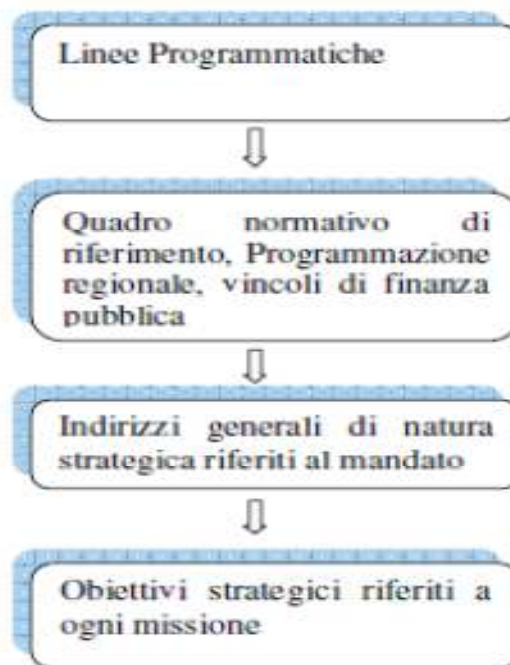 Linee Programmatiche
Quadro normativo di
riferimento, Programmazione
regionale, vincoli di finanza
pubblica
Indirizzi generali di natura
strategica riferiti al mandato
Obiettivi strategici riferiti a
ogni missione